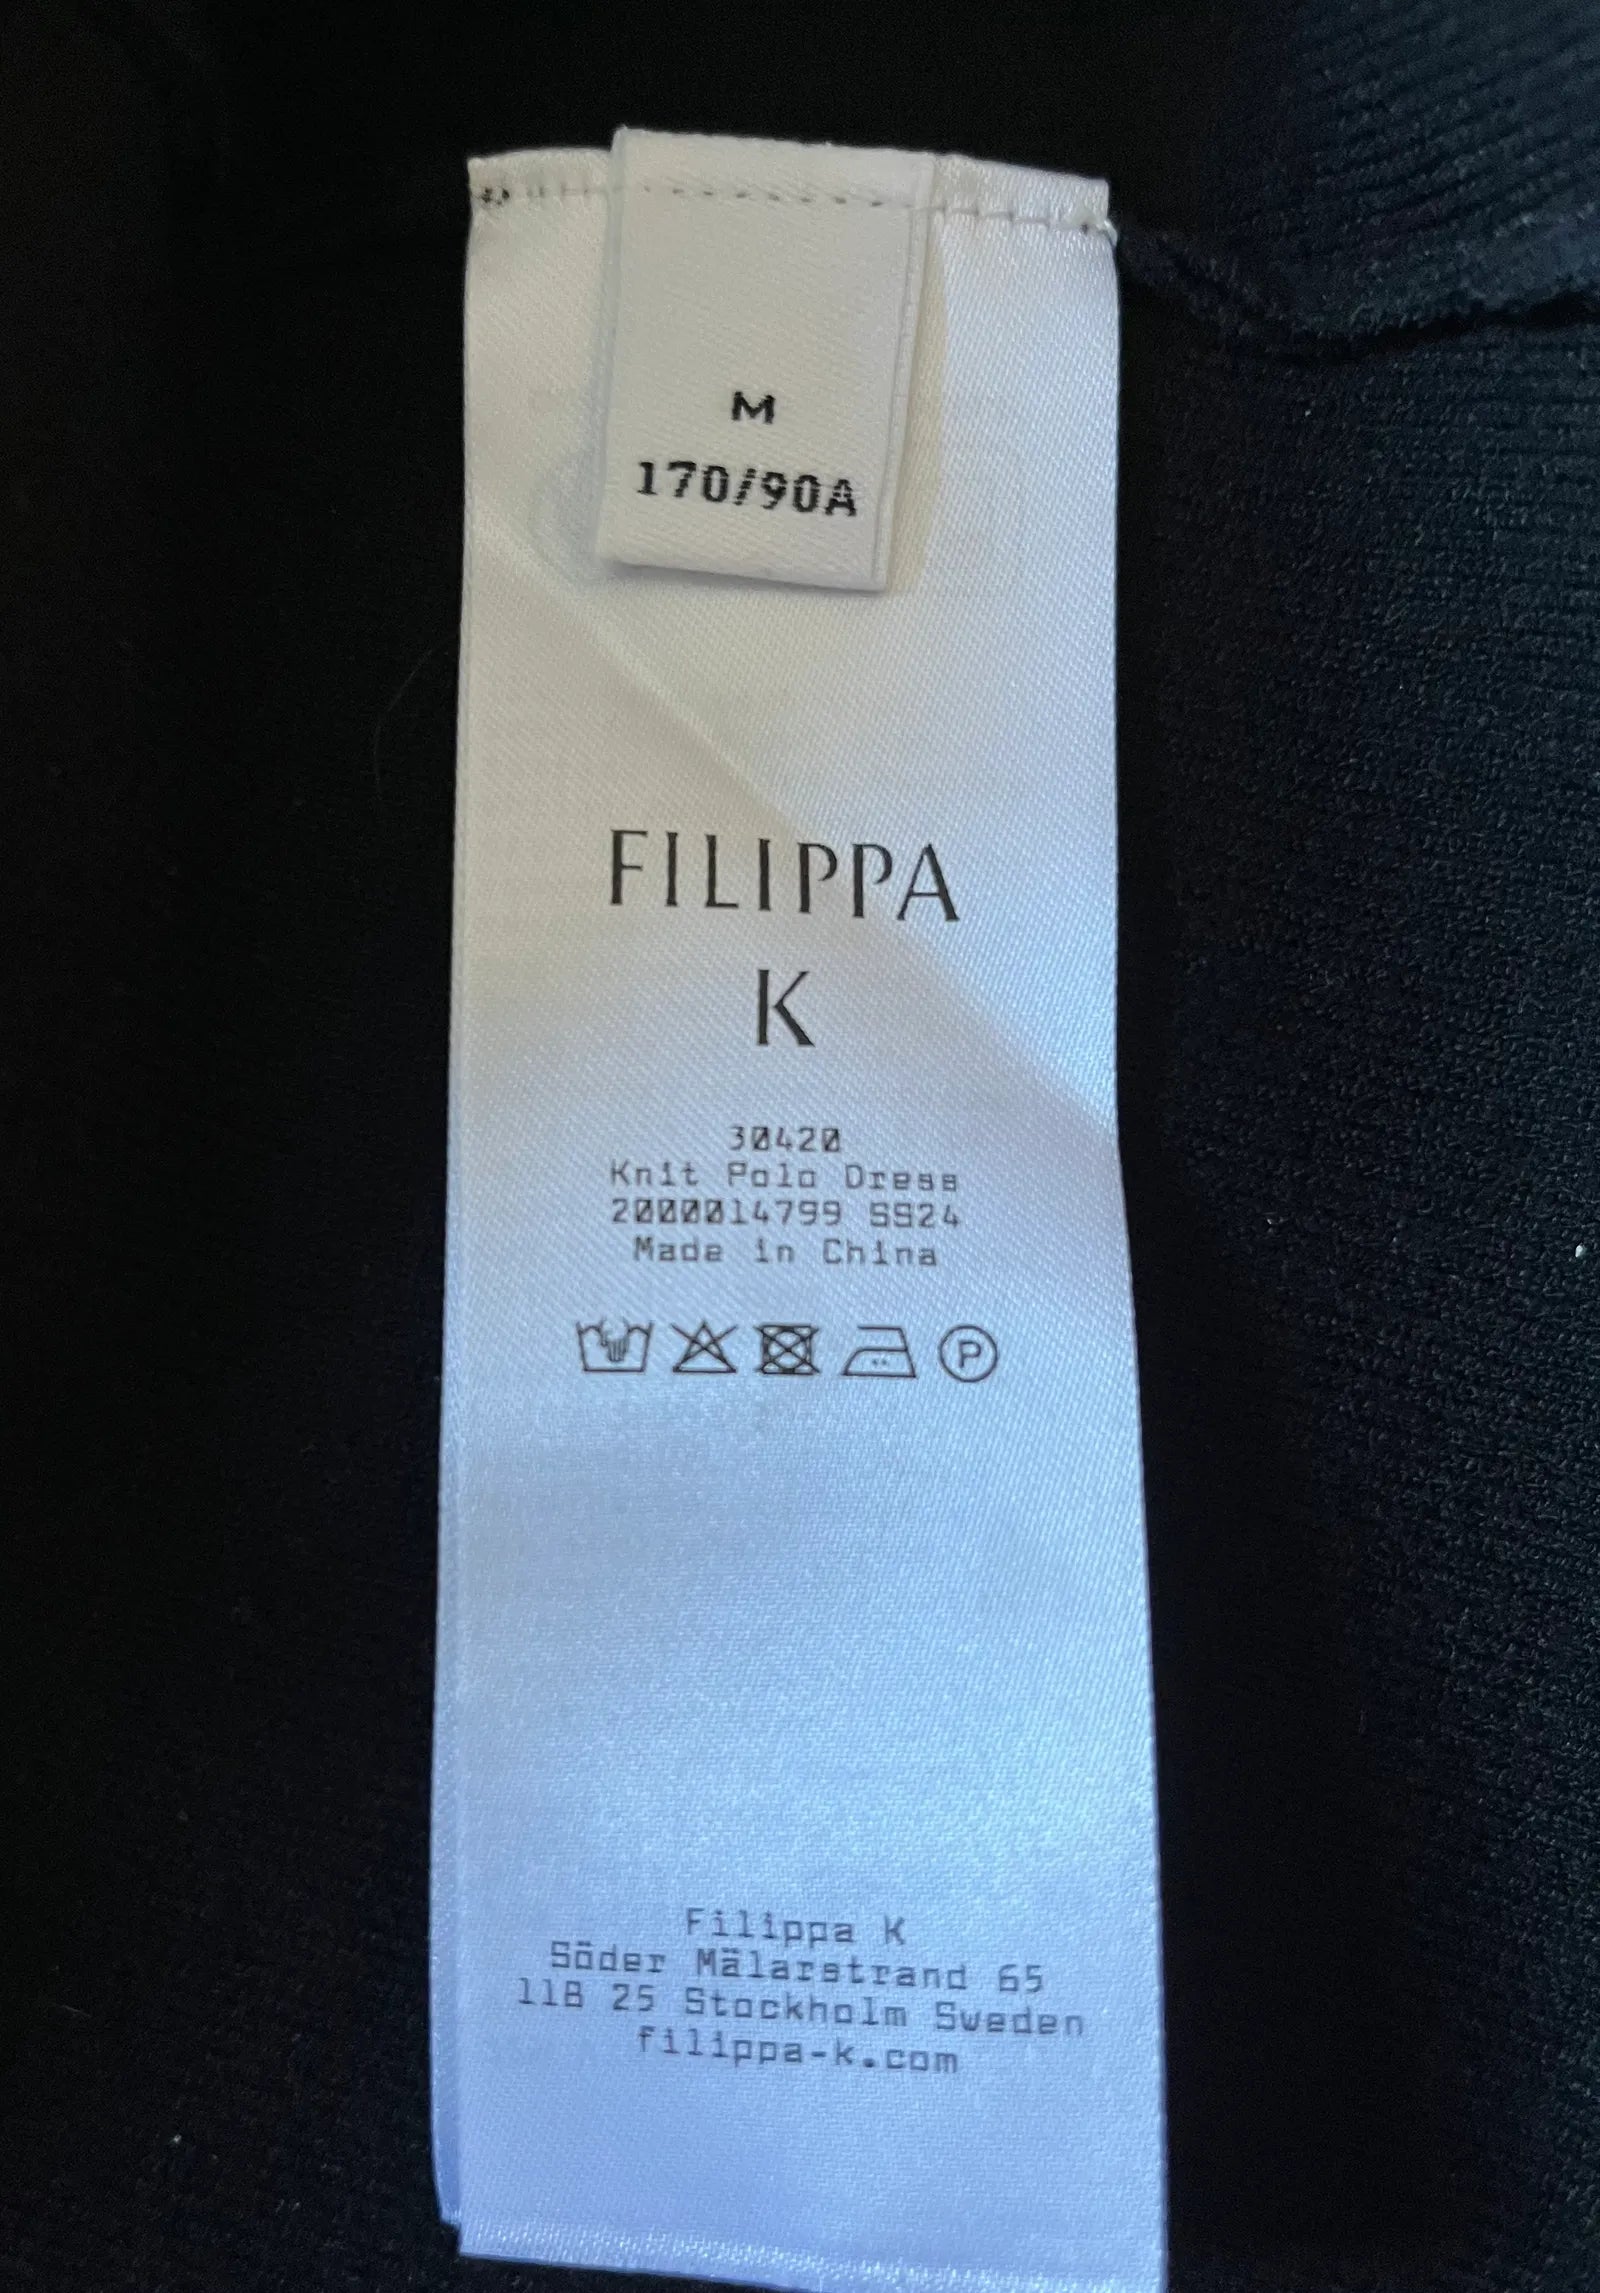 M
170/90A
FILIPPA
K
30420
Knit Polo Dress
2000014799 SS24
Made in China
P
Filippa K
Söder Mälarstrand 65
118 25 Stockholm Sweden
filippa-k.com